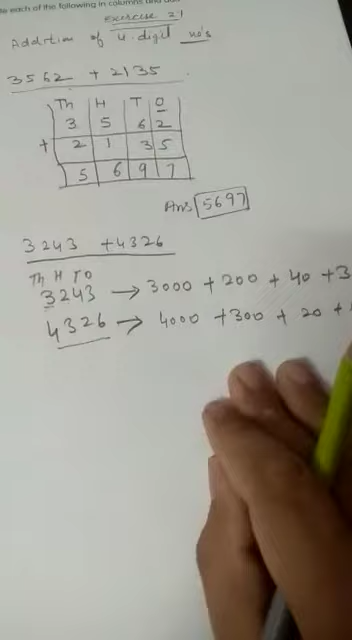 te each of the following in columns and
exercise 21
Addition of 4 digit no's
3562 + 2135
Th H T O
3 5 6 2
+ 2 1 3 5
5 6 9 7
Ans 5697
3243 +4326
Th H T O
3243 → 3000 + 200 + 40 + 3
4326 → 4000 + 300 + 20 +